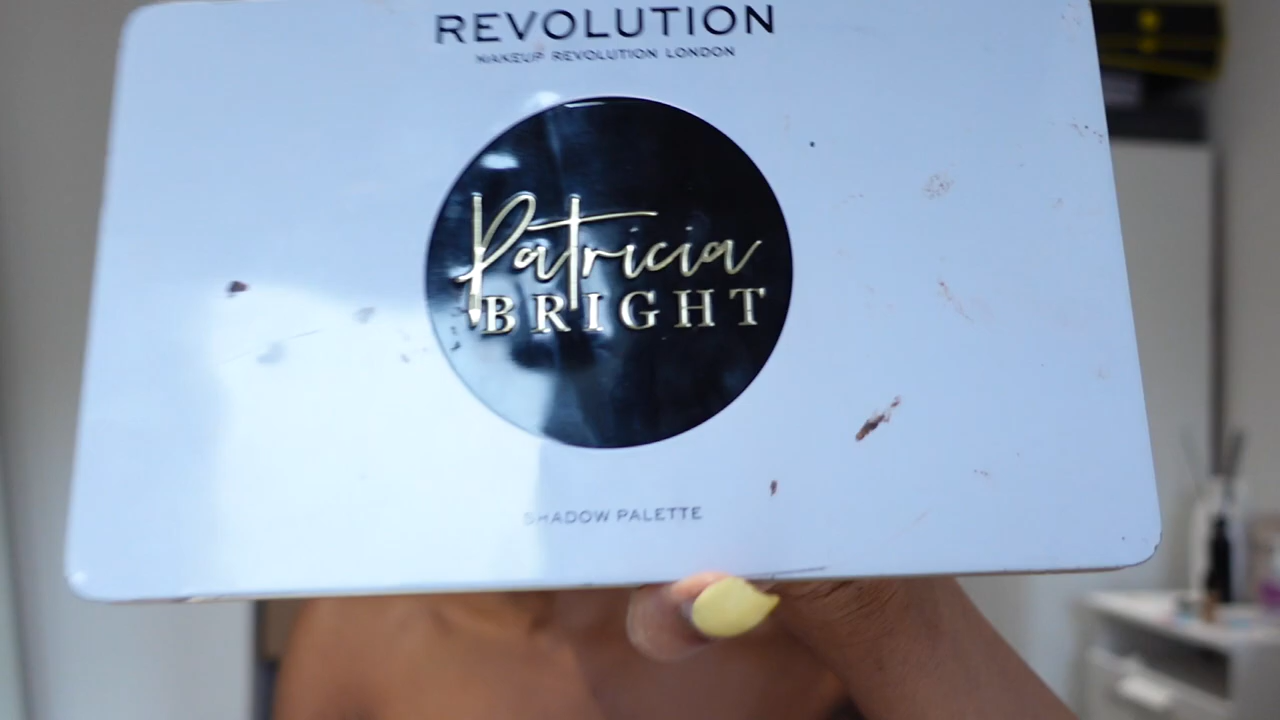 REVOLUTION
MAKEUP REVOLUTION LONDON
Patricia
BRIGHT
SHADOW PALETTE